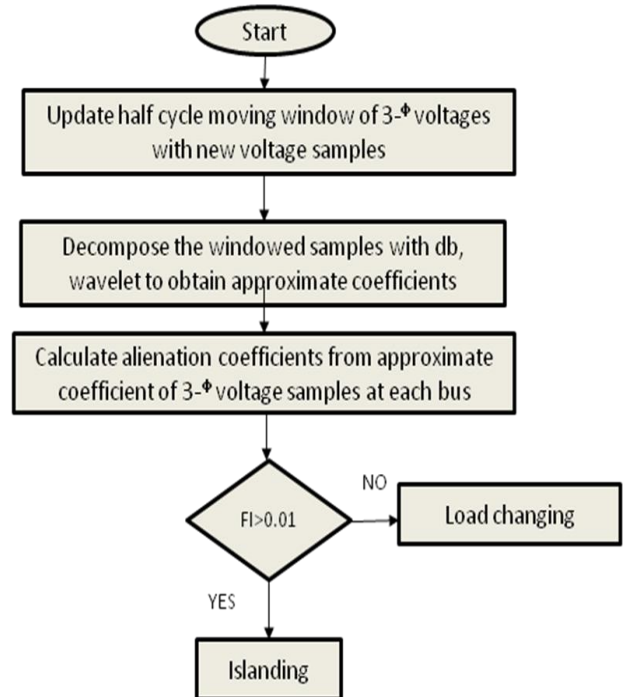 Start
Update half cycle moving window of 3-Φ voltages
with new voltage samples
Decompose the windowed samples with db,
wavelet to obtain approximate coefficients
Calculate alienation coefficients from approximate
coefficient of 3-Φ voltage samples at each bus
FI>0.01
NO
Load changing
YES
Islanding